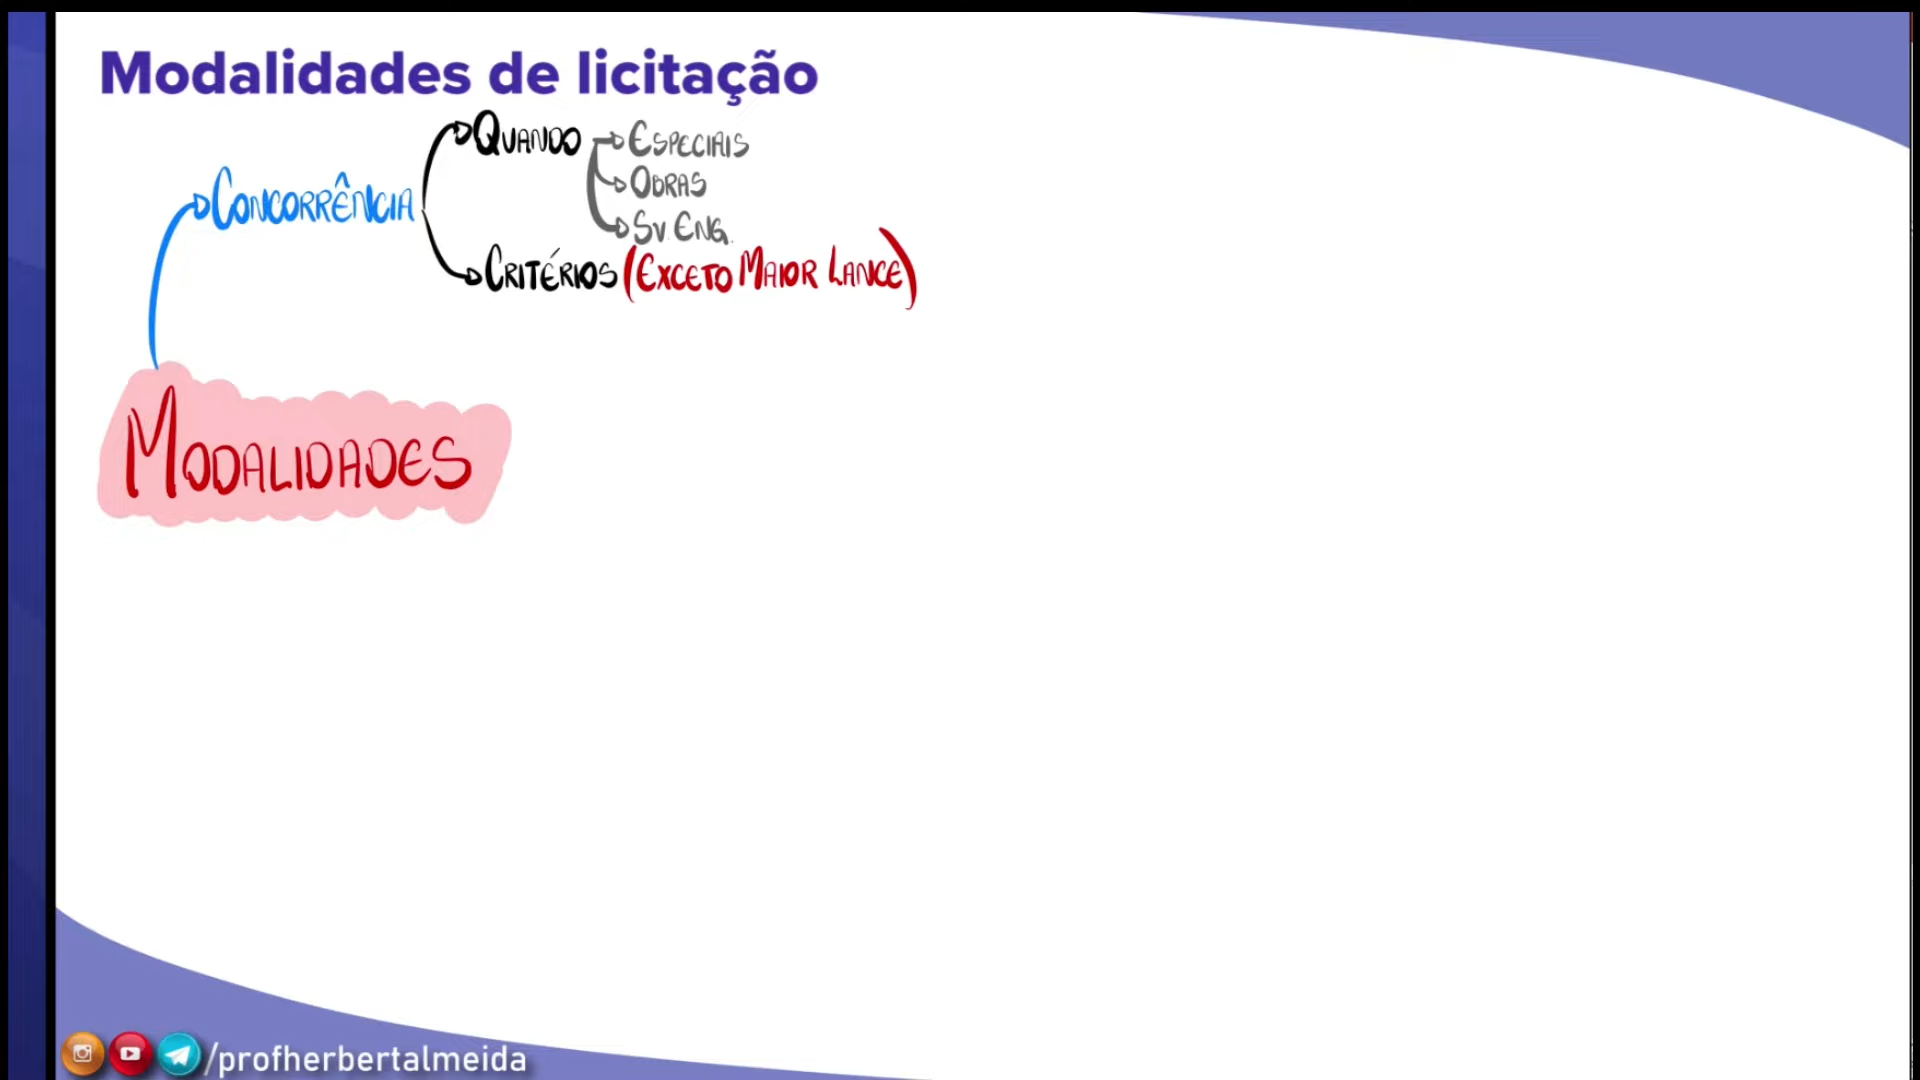 Modalidades de licitação
QUANDO
ESPECIAIS
OBRAS
SV. ENG.
CONCORRÊNCIA
CRITÉRIOS (EXCETO MAIOR LANCE)
MODALIDADES
/profherbertalmeida